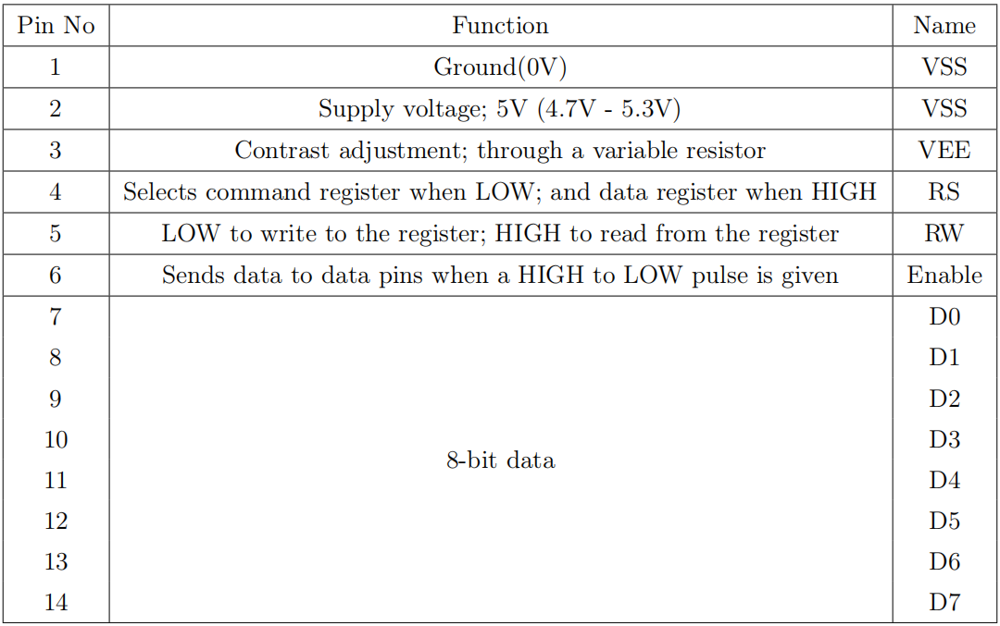 Pin No Function Name
1 Ground(0V) VSS
2 Supply voltage; 5V (4.7V - 5.3V) VSS
3 Contrast adjustment; through a variable resistor VEE
4 Selects command register when LOW; and data register when HIGH RS
5 LOW to write to the register; HIGH to read from the register RW
6 Sends data to data pins when a HIGH to LOW pulse is given Enable
7 D0
8 D1
9 D2
10 D3
8-bit data
11 D4
12 D5
13 D6
14 D7